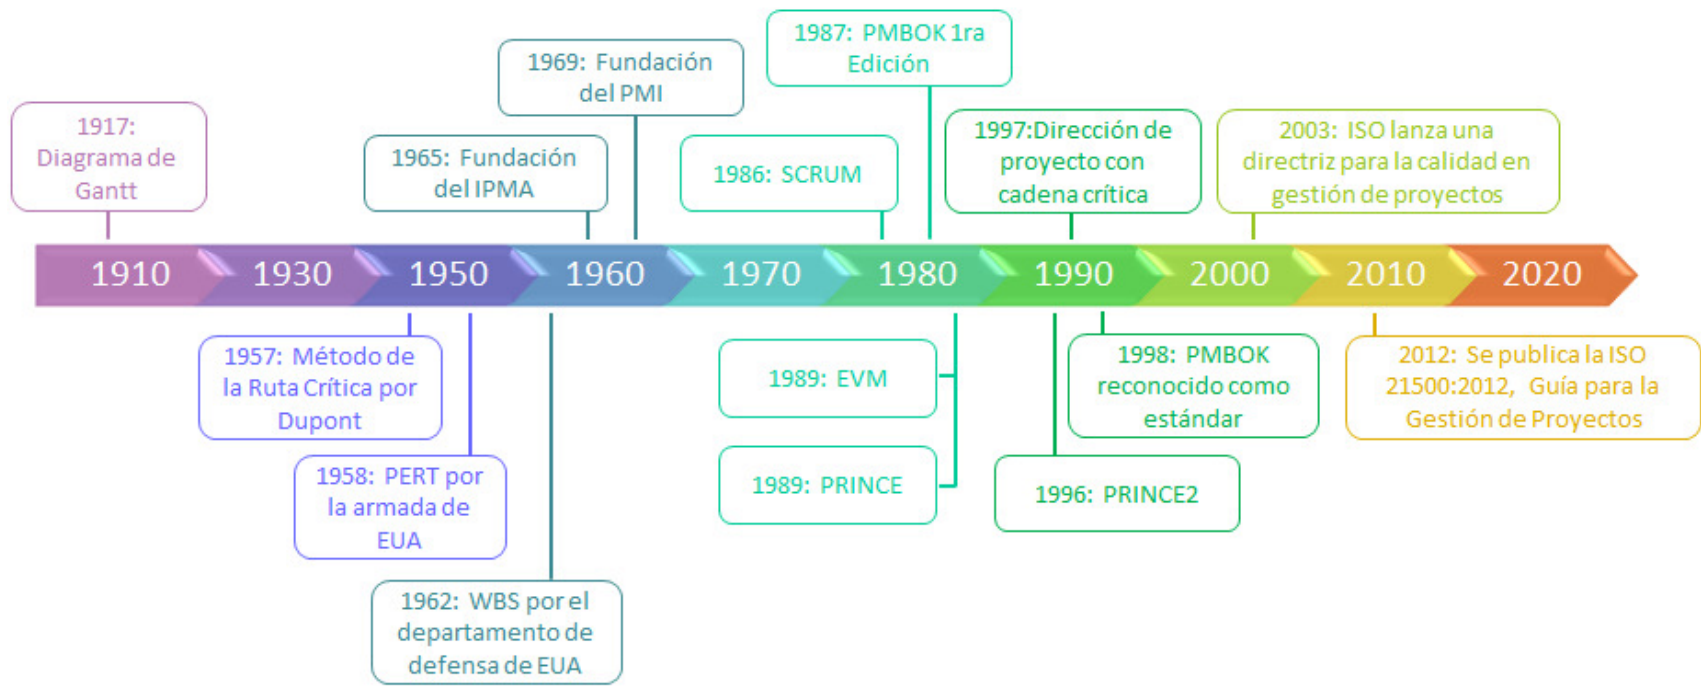 1987: PMBOK 1ra
Edición
1969: Fundación
del PMI
1917:
Diagrama de
Gantt
1965: Fundación
del IPMA
1986: SCRUM
1997:Dirección de
proyecto con
cadena crítica
2003: ISO lanza una
directriz para la calidad en
gestión de proyectos
1910 1930 1950 1960 1970 1980 1990 2000 2010 2020
1957: Método de
la Ruta Crítica por
Dupont
1989: EVM
1998: PMBOK
reconocido como
estándar
2012: Se publica la ISO
21500:2012, Guía para la
Gestión de Proyectos
1958: PERT por
la armada de
EUA
1989: PRINCE
1996: PRINCE2
1962: WBS por el
departamento de
defensa de EUA